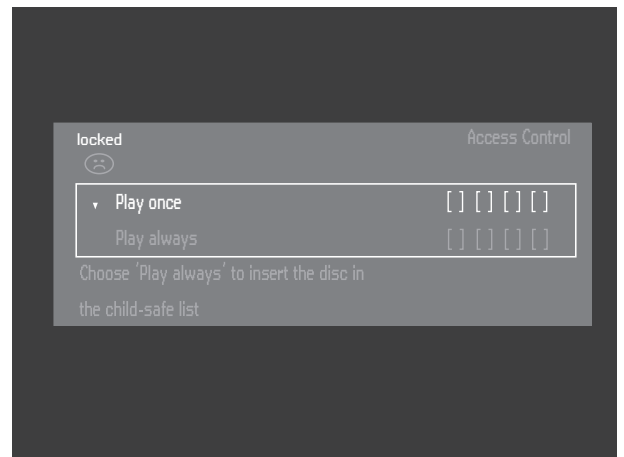 locked
Access Control
Play once [ ] [ ] [ ] [ ]
Play always [ ] [ ] [ ] [ ]
Choose 'Play always' to insert the disc in
the child-safe list